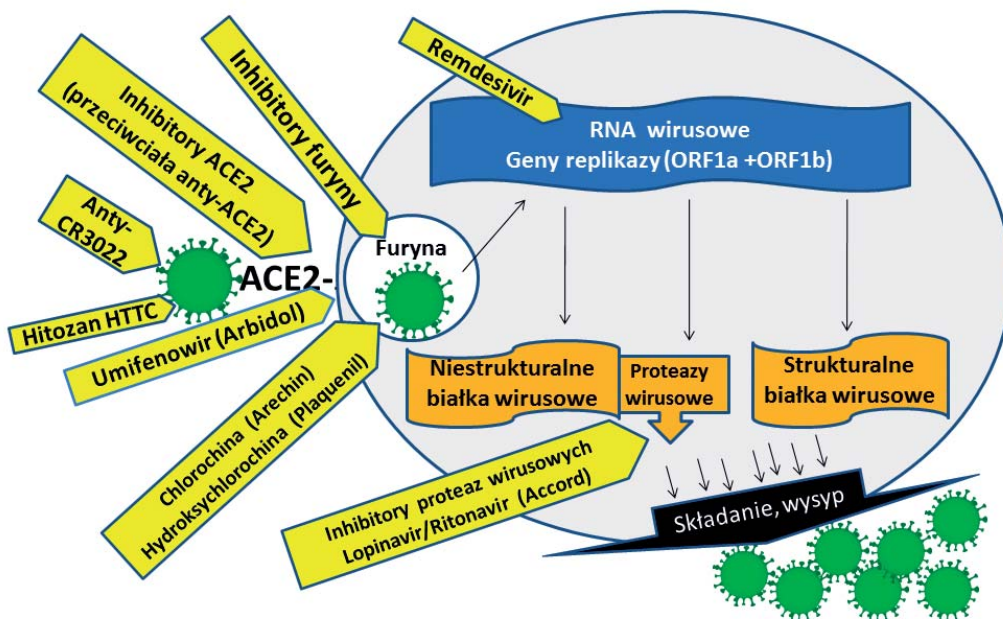 Inhibitory ACE2
(przeciwciała anty-ACE2)
Inhibitory furyny
Remdesivir
RNA wirusowe
Geny replikazy (ORF1a +ORF1b)
Anty-
CR3022
Furyna
ACE2-
Hitozan HTTC
Umifenowir (Arbidol)
Chlorochina (Arechin)
Hydroksychlorochina (Plaquenil)
Niestrukturalne
białka wirusowe
Proteazy
wirusowe
Strukturalne
białka wirusowe
Inhibitory proteaz wirusowych
Lopinavir/Ritonavir (Accord)
Składanie, wysyp